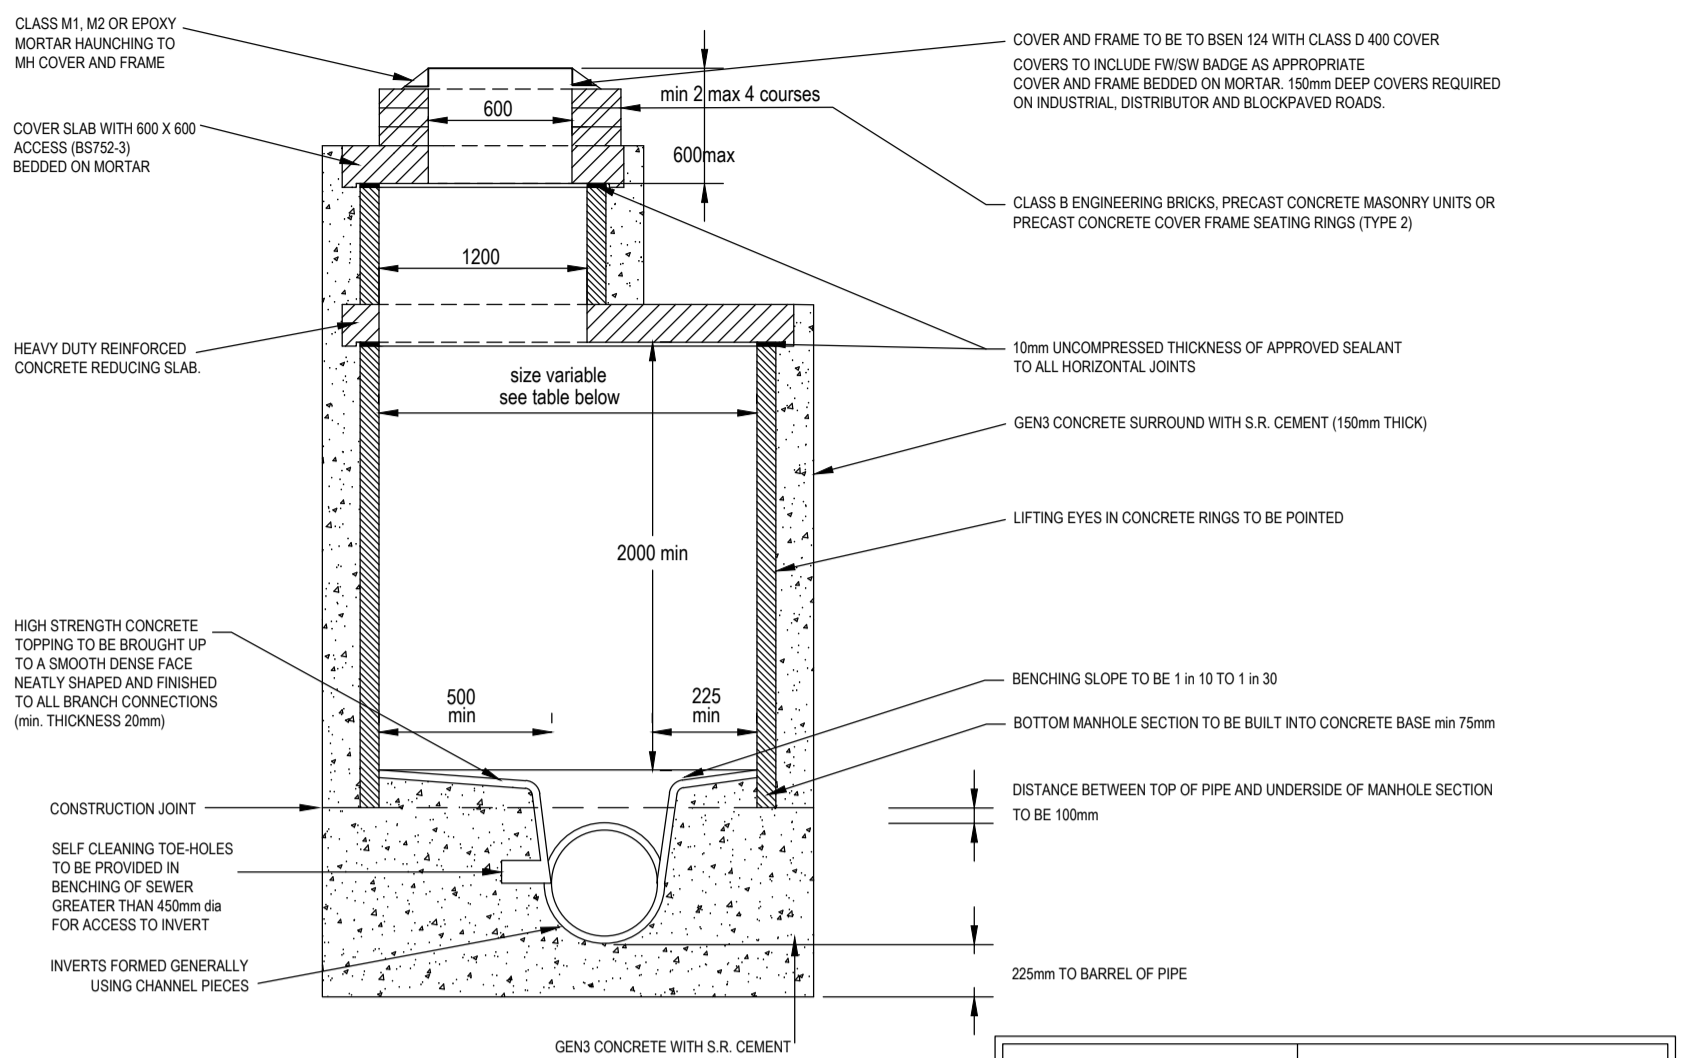 CLASS M1, M2 OR EPOXY
MORTAR HAUNCHING TO
MH COVER AND FRAME
COVER SLAB WITH 600 X 600
ACCESS (BS752-3)
BEDDED ON MORTAR
HEAVY DUTY REINFORCED
CONCRETE REDUCING SLAB.
HIGH STRENGTH CONCRETE
TOPPING TO BE BROUGHT UP
TO A SMOOTH DENSE FACE
NEATLY SHAPED AND FINISHED
TO ALL BRANCH CONNECTIONS
(min. THICKNESS 20mm)
CONSTRUCTION JOINT
SELF CLEANING TOE-HOLES
TO BE PROVIDED IN
BENCHING OF SEWER
GREATER THAN 450mm dia
FOR ACCESS TO INVERT
INVERTS FORMED GENERALLY
USING CHANNEL PIECES
600
min 2 max 4 courses
600max
1200
size variable
see table below
2000 min
500
min
225
min
GEN3 CONCRETE WITH S.R. CEMENT
COVER AND FRAME TO BE TO BSEN 124 WITH CLASS D 400 COVER
COVERS TO INCLUDE FW/SW BADGE AS APPROPRIATE
COVER AND FRAME BEDDED ON MORTAR. 150mm DEEP COVERS REQUIRED
ON INDUSTRIAL, DISTRIBUTOR AND BLOCKPAVED ROADS.
CLASS B ENGINEERING BRICKS, PRECAST CONCRETE MASONRY UNITS OR
PRECAST CONCRETE COVER FRAME SEATING RINGS (TYPE 2)
10mm UNCOMPRESSED THICKNESS OF APPROVED SEALANT
TO ALL HORIZONTAL JOINTS
GEN3 CONCRETE SURROUND WITH S.R. CEMENT (150mm THICK)
LIFTING EYES IN CONCRETE RINGS TO BE POINTED
BENCHING SLOPE TO BE 1 in 10 TO 1 in 30
BOTTOM MANHOLE SECTION TO BE BUILT INTO CONCRETE BASE min 75mm
DISTANCE BETWEEN TOP OF PIPE AND UNDERSIDE OF MANHOLE SECTION
TO BE 100mm
225mm TO BARREL OF PIPE